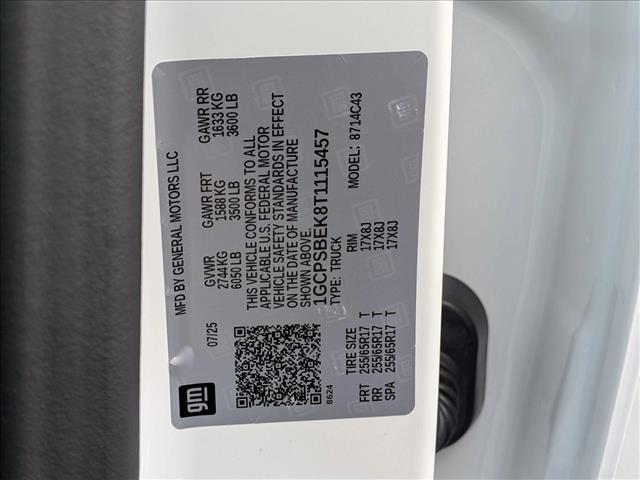 gm
07/25
MFD BY GENERAL MOTORS LLC
GVWR GAWR FRT GAWR RR
2744 KG 1588 KG 1633 KG
6050 LB 3500 LB 3600 LB
THIS VEHICLE CONFORMS TO ALL
APPLICABLE U.S. FEDERAL MOTOR
VEHICLE SAFETY STANDARDS IN EFFECT
ON THE DATE OF MANUFACTURE
SHOWN ABOVE.
1GCPSBEK8T1115457
TYPE: TRUCK MODEL: 8714C43
8624
TIRE SIZE RIM
FRT 255/65R17 T 17X8J
RR 255/65R17 T 17X8J
SPA 255/65R17 T 17X8J